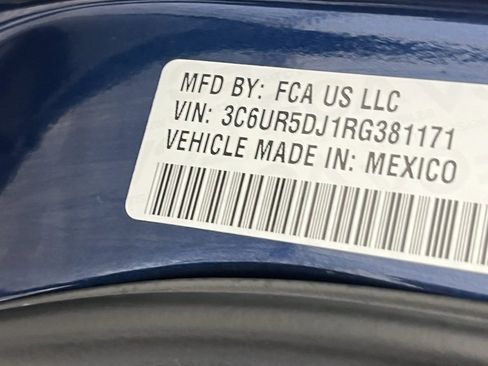 MFD BY: FCA US LLC
VIN: 3C6UR5DJ1RG381171
VEHICLE MADE IN: MEXICO